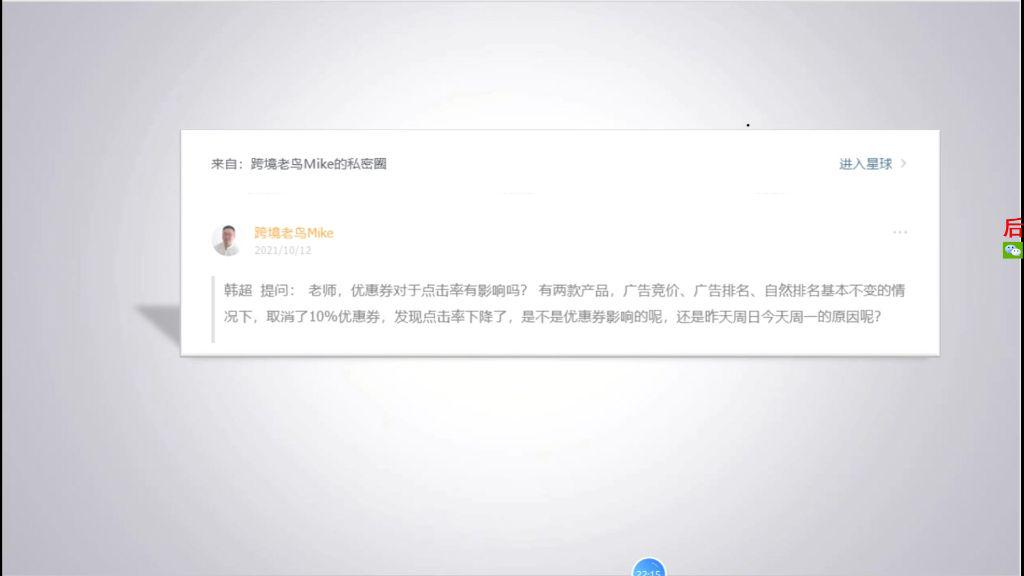 来自：跨境老鸟Mike的私密圈
进入星球
跨境老鸟Mike
2021/10/12
韩超 提问： 老师，优惠券对于点击率有影响吗？ 有两款产品，广告竞价、广告排名、自然排名基本不变的情
况下，取消了10%优惠券，发现点击率下降了，是不是优惠券影响的呢，还是昨天周日今天周一的原因呢？
后
22:15